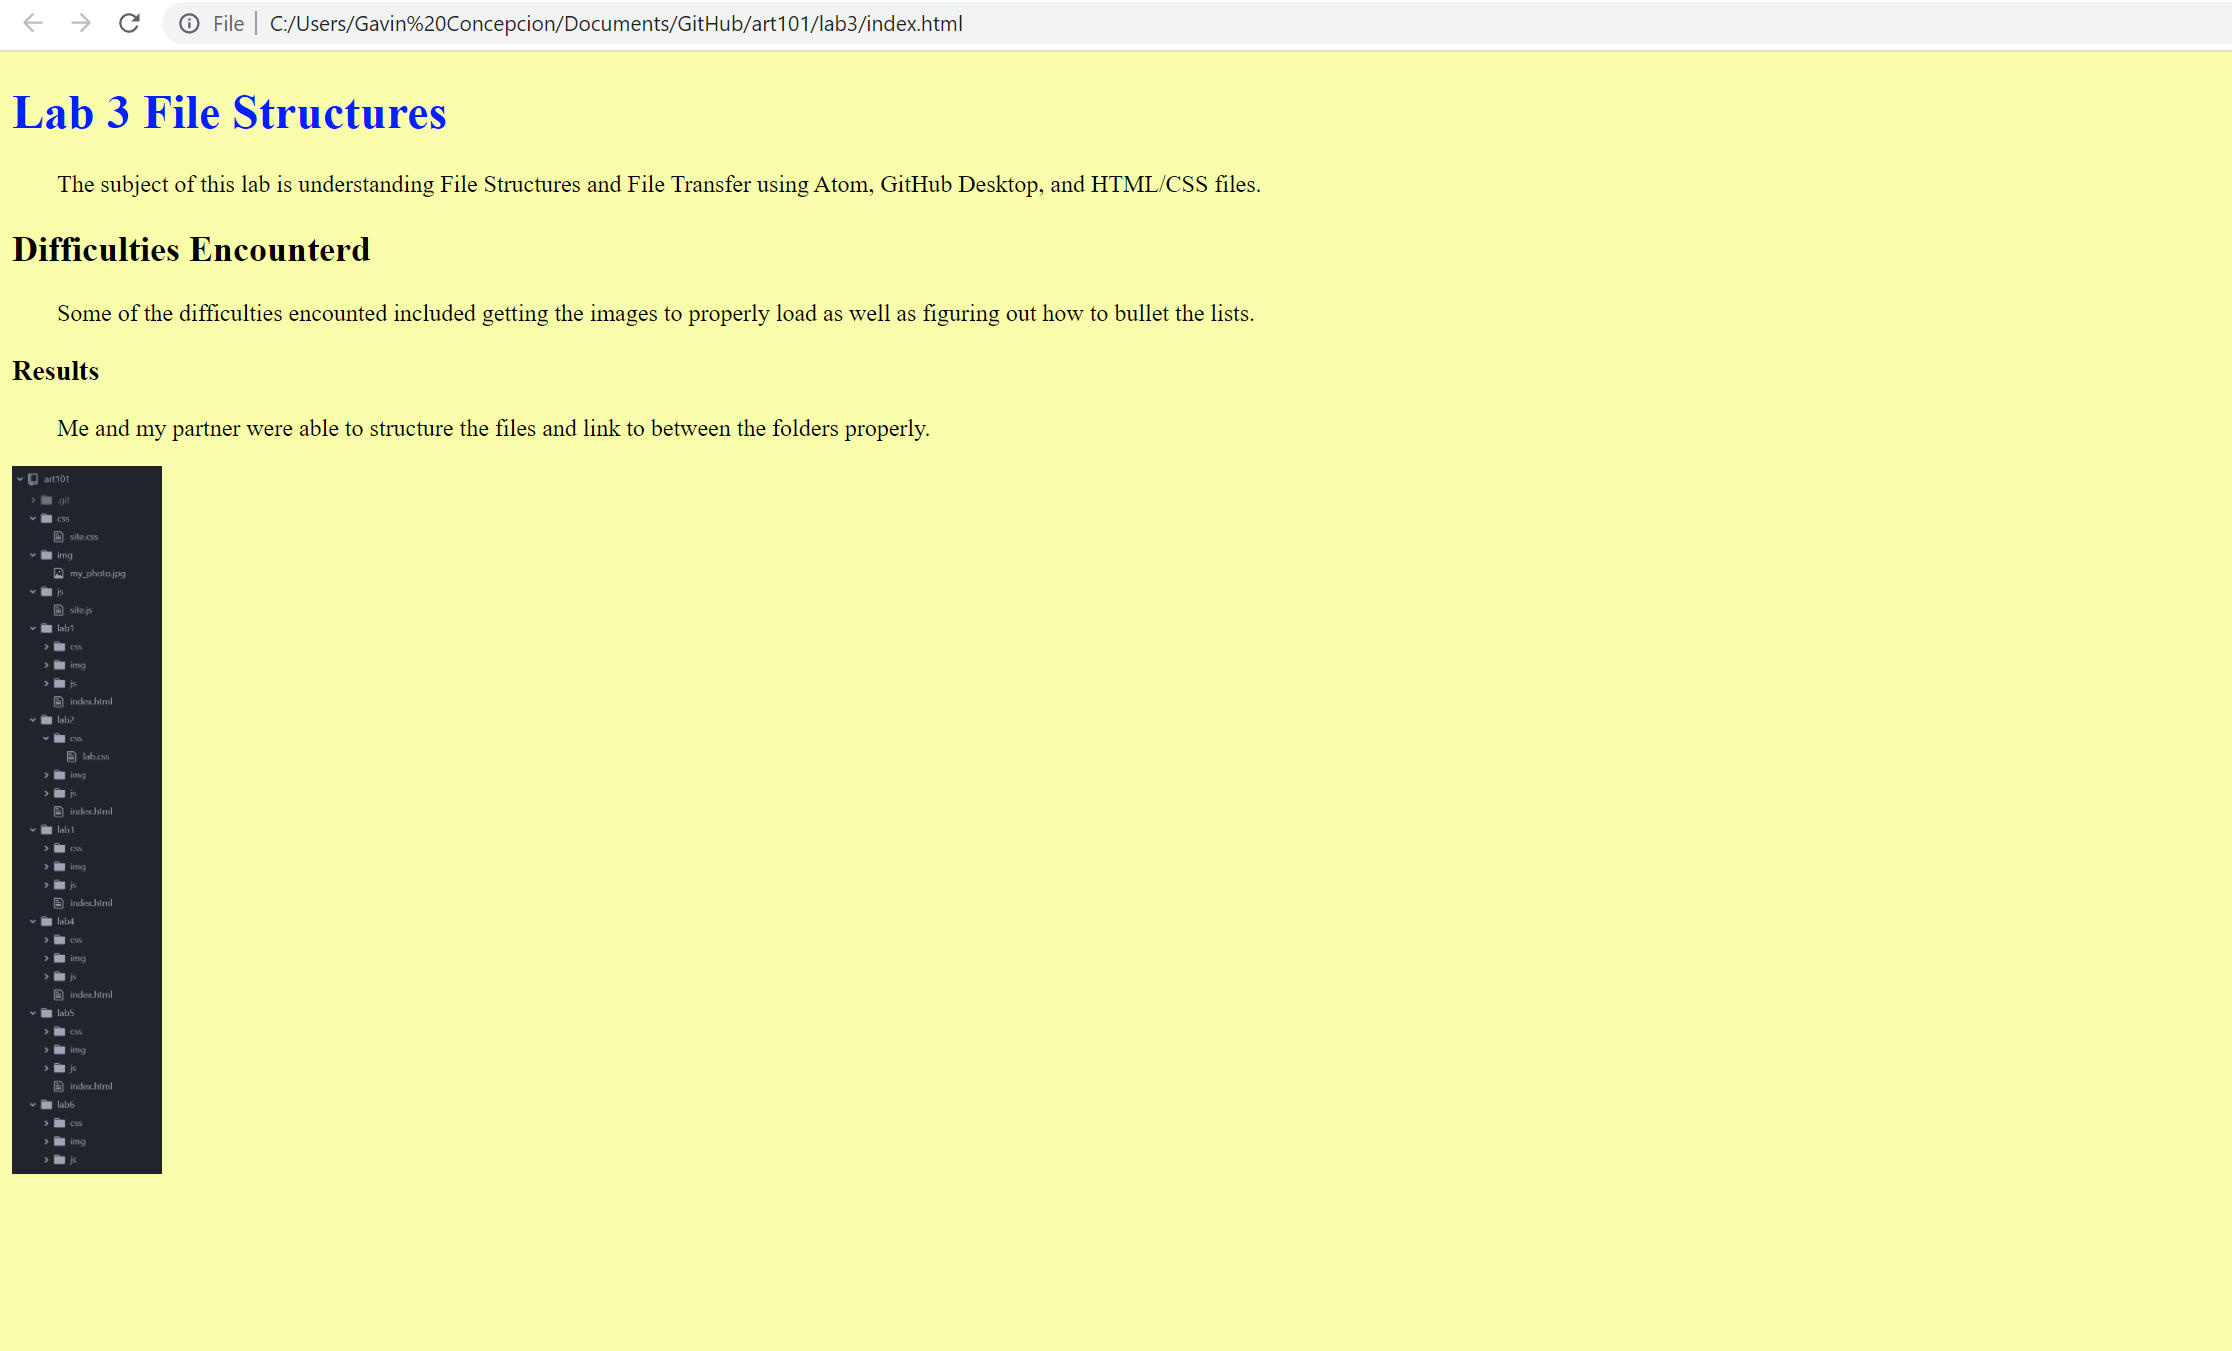 File C:/Users/Gavin%20Concepcion/Documents/GitHub/art101/lab3/index.html
Lab 3 File Structures
The subject of this lab is understanding File Structures and File Transfer using Atom, GitHub Desktop, and HTML/CSS files.
Difficulties Encounterd
Some of the difficulties encounted included getting the images to properly load as well as figuring out how to bullet the lists.
Results
Me and my partner were able to structure the files and link to between the folders properly.
art101
.git
css
site.css
img
my_photo.jpg
js
site.js
lab1
css
img
js
index.html
lab2
css
lab.css
img
js
index.html
lab3
css
img
js
index.html
lab4
css
img
js
index.html
lab5
css
img
js
index.html
lab6
css
img
js